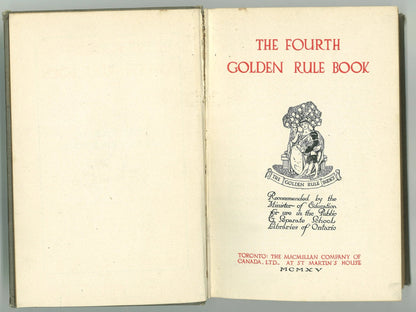 THE FOURTH
GOLDEN RULE BOOK
THE GOLDEN RULE SERIES
Recommended by the
Minister of Education
for use in the Public
& Separate School
Libraries of Ontario
TORONTO: THE MACMILLAN COMPANY OF
CANADA, LTD., AT ST MARTIN'S HOUSE
MCMXV